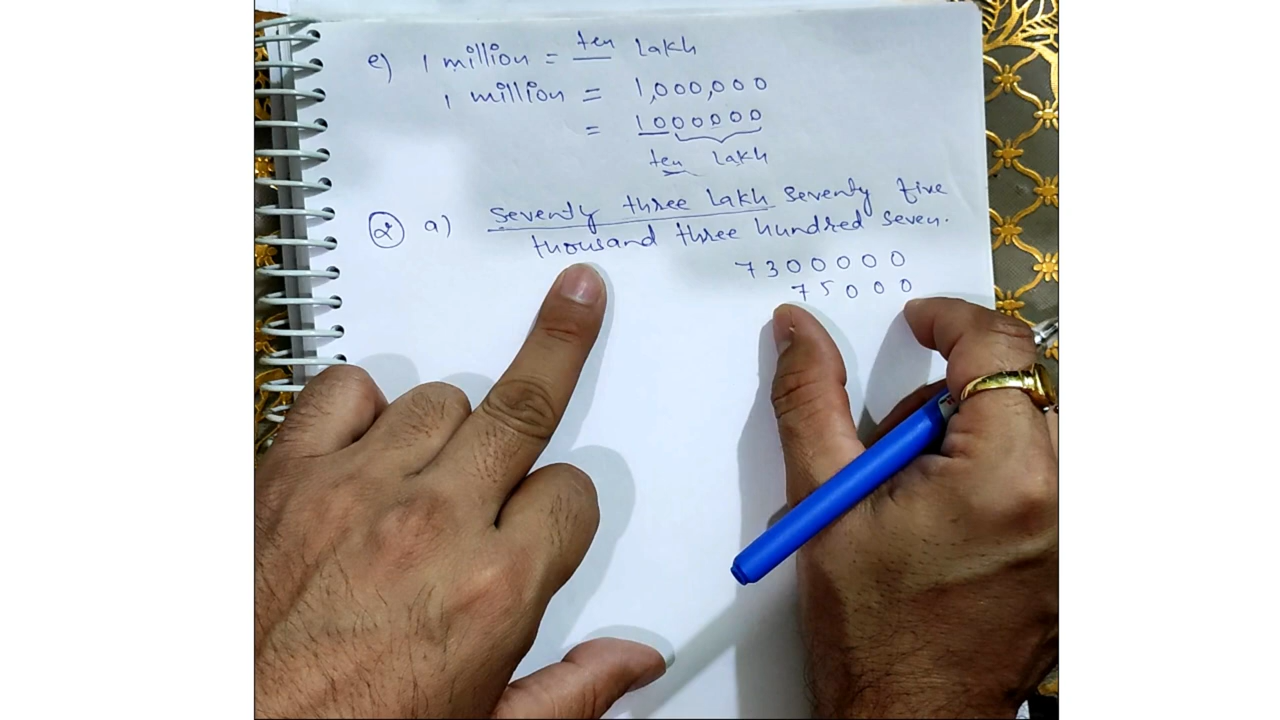 e) 1 million = ten lakh
1 million = 1,000,000
= 1000000
ten lakh
2 a) Seventy three lakh seventy five
thousand three hundred seven.
7300000
75000